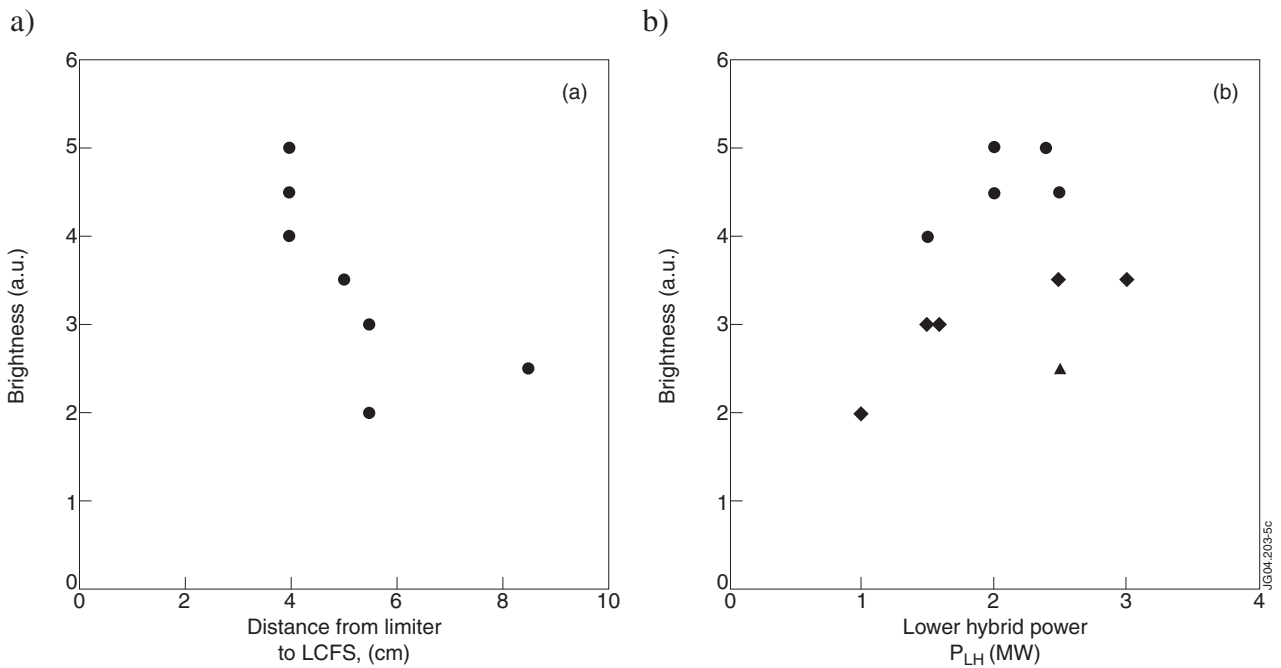 a)
b)
6
5
4
3
2
1
0
(a)
Brightness (a.u.)
0
2
4
6
8
10
Distance from limiter
to LCFS, (cm)
6
5
4
3
2
1
0
(b)
Brightness (a.u.)
0
1
2
3
4
Lower hybrid power
P_LH (MW)
JG04.203-5c